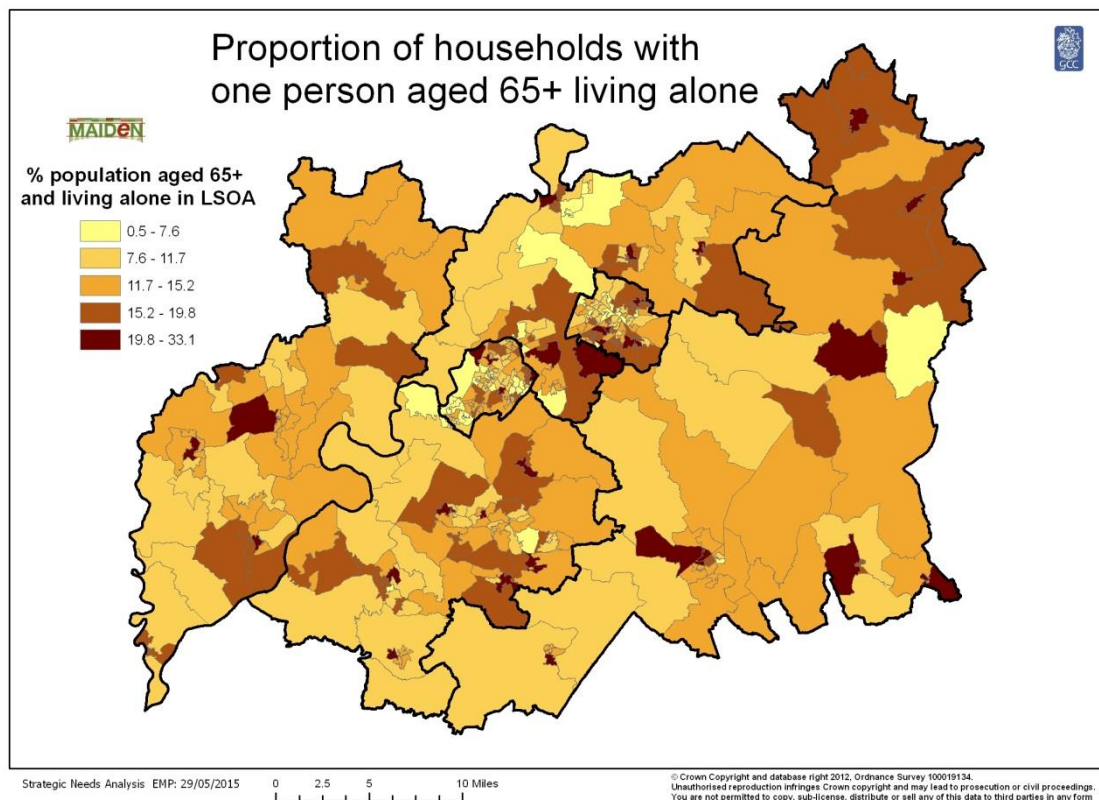 Proportion of households with
one person aged 65+ living alone
GCC
MAIDeN
% population aged 65+
and living alone in LSOA
0.5 - 7.6
7.6 - 11.7
11.7 - 15.2
15.2 - 19.8
19.8 - 33.1
Strategic Needs Analysis EMP: 29/05/2015
0 2.5 5 10 Miles
© Crown Copyright and database right 2012, Ordnance Survey 100019134.
Unauthorised reproduction infringes Crown copyright and may lead to prosecution or civil proceedings.
You are not permitted to copy, sub-license, distribute or sell any of this data to third parties in any form